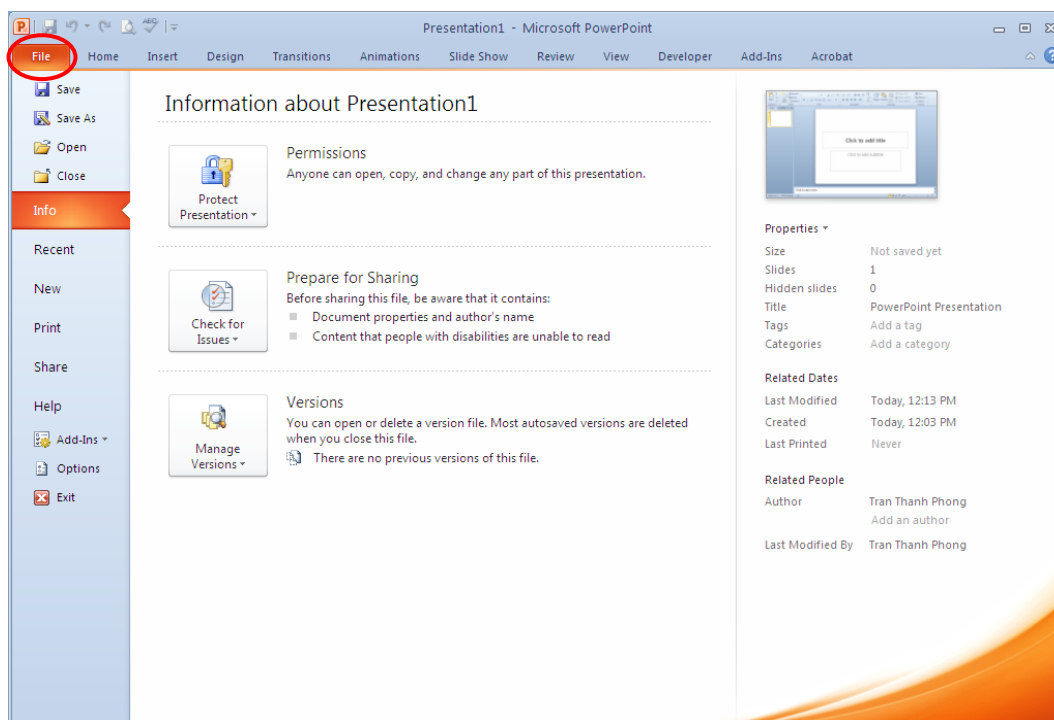 Presentation1 - Microsoft PowerPoint
File Home Insert Design Transitions Animations Slide Show Review View Developer Add-Ins Acrobat
Save
Save As
Open
Close
Info
Recent
New
Print
Share
Help
Add-Ins
Options
Exit
Information about Presentation1
Protect
Presentation
Permissions
Anyone can open, copy, and change any part of this presentation.
Check for
Issues
Prepare for Sharing
Before sharing this file, be aware that it contains:
Document properties and author's name
Content that people with disabilities are unable to read
Manage
Versions
Versions
You can open or delete a version file. Most autosaved versions are deleted
when you close this file.
There are no previous versions of this file.
Click to add title
Click to add subtitle
Properties
Size Not saved yet
Slides 1
Hidden slides 0
Title PowerPoint Presentation
Tags Add a tag
Categories Add a category
Related Dates
Last Modified Today, 12:13 PM
Created Today, 12:03 PM
Last Printed Never
Related People
Author Tran Thanh Phong
Add an author
Last Modified By Tran Thanh Phong